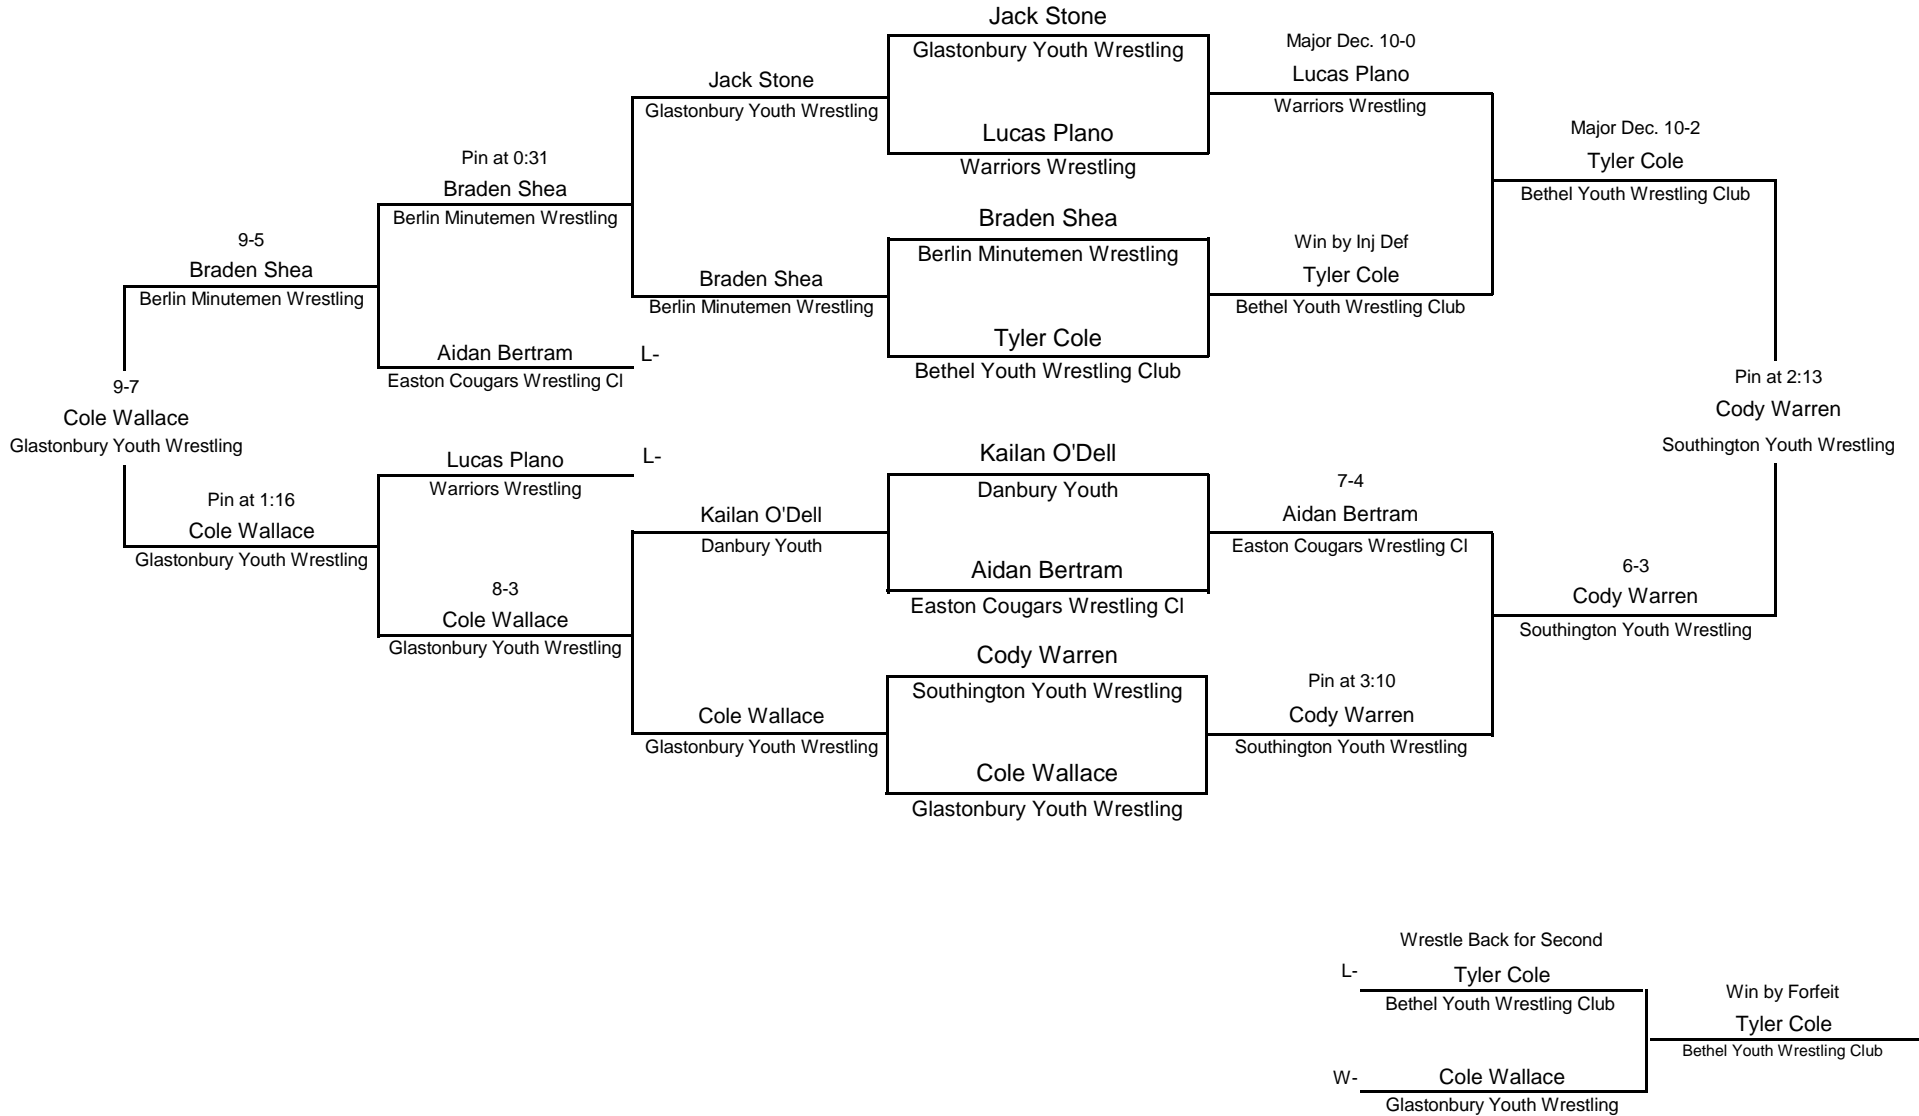 Jack Stone
Glastonbury Youth Wrestling
Major Dec. 10-0
Lucas Plano
Warriors Wrestling
Jack Stone
Glastonbury Youth Wrestling
Lucas Plano
Warriors Wrestling
Major Dec. 10-2
Tyler Cole
Bethel Youth Wrestling Club
Pin at 0:31
Braden Shea
Berlin Minutemen Wrestling
Braden Shea
Berlin Minutemen Wrestling
Win by Inj Def
Tyler Cole
Bethel Youth Wrestling Club
9-5
Braden Shea
Berlin Minutemen Wrestling
Braden Shea
Berlin Minutemen Wrestling
Tyler Cole
Bethel Youth Wrestling Club
Aidan Bertram
L-
Easton Cougars Wrestling Cl
9-7
Cole Wallace
Glastonbury Youth Wrestling
Pin at 2:13
Cody Warren
Southington Youth Wrestling
Lucas Plano
L-
Warriors Wrestling
Kailan O'Dell
Danbury Youth
7-4
Aidan Bertram
Easton Cougars Wrestling Cl
Pin at 1:16
Cole Wallace
Glastonbury Youth Wrestling
Kailan O'Dell
Danbury Youth
Aidan Bertram
Easton Cougars Wrestling Cl
6-3
Cody Warren
Southington Youth Wrestling
8-3
Cole Wallace
Glastonbury Youth Wrestling
Cody Warren
Southington Youth Wrestling
Pin at 3:10
Cody Warren
Southington Youth Wrestling
Cole Wallace
Glastonbury Youth Wrestling
Cole Wallace
Glastonbury Youth Wrestling
Wrestle Back for Second
L-
Tyler Cole
Bethel Youth Wrestling Club
Win by Forfeit
Tyler Cole
Bethel Youth Wrestling Club
W-
Cole Wallace
Glastonbury Youth Wrestling